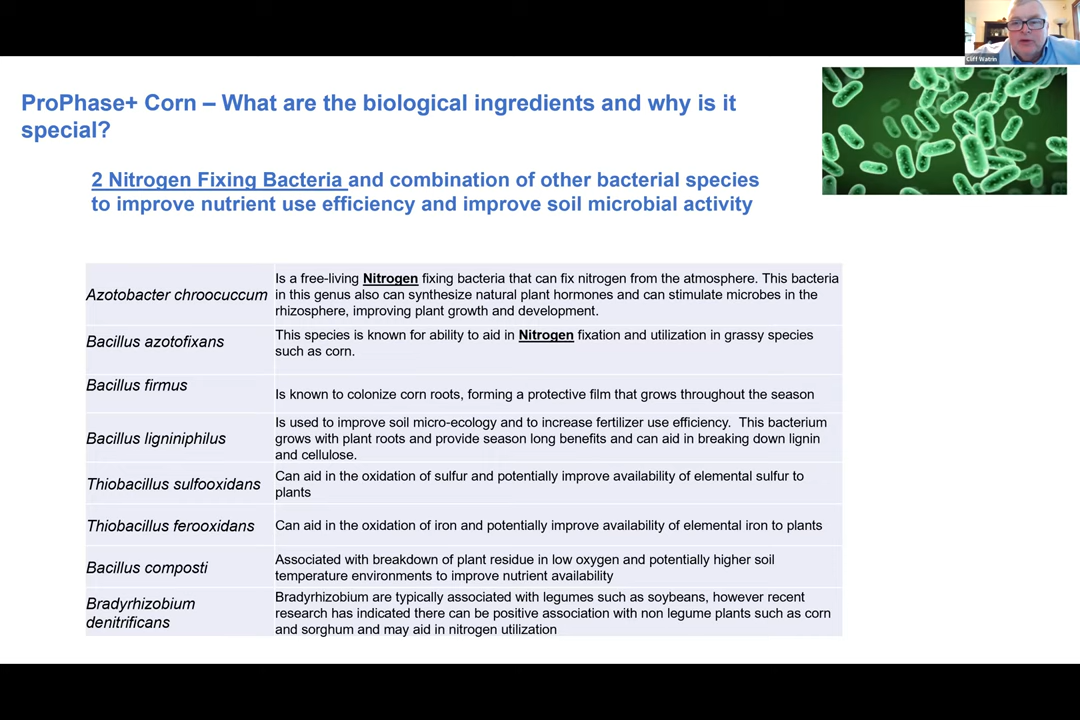 Cliff Watrin
ProPhase+ Corn – What are the biological ingredients and why is it
special?
2 Nitrogen Fixing Bacteria and combination of other bacterial species
to improve nutrient use efficiency and improve soil microbial activity
Azotobacter chroocuccum
Is a free-living Nitrogen fixing bacteria that can fix nitrogen from the atmosphere. This bacteria
in this genus also can synthesize natural plant hormones and can stimulate microbes in the
rhizosphere, improving plant growth and development.
Bacillus azotofixans
This species is known for ability to aid in Nitrogen fixation and utilization in grassy species
such as corn.
Bacillus firmus
Is known to colonize corn roots, forming a protective film that grows throughout the season
Bacillus ligniniphilus
Is used to improve soil micro-ecology and to increase fertilizer use efficiency. This bacterium
grows with plant roots and provide season long benefits and can aid in breaking down lignin
and cellulose.
Thiobacillus sulfooxidans
Can aid in the oxidation of sulfur and potentially improve availability of elemental sulfur to
plants
Thiobacillus ferooxidans
Can aid in the oxidation of iron and potentially improve availability of elemental iron to plants
Bacillus composti
Associated with breakdown of plant residue in low oxygen and potentially higher soil
temperature environments to improve nutrient availability
Bradyrhizobium
denitrificans
Bradyrhizobium are typically associated with legumes such as soybeans, however recent
research has indicated there can be positive association with non legume plants such as corn
and sorghum and may aid in nitrogen utilization